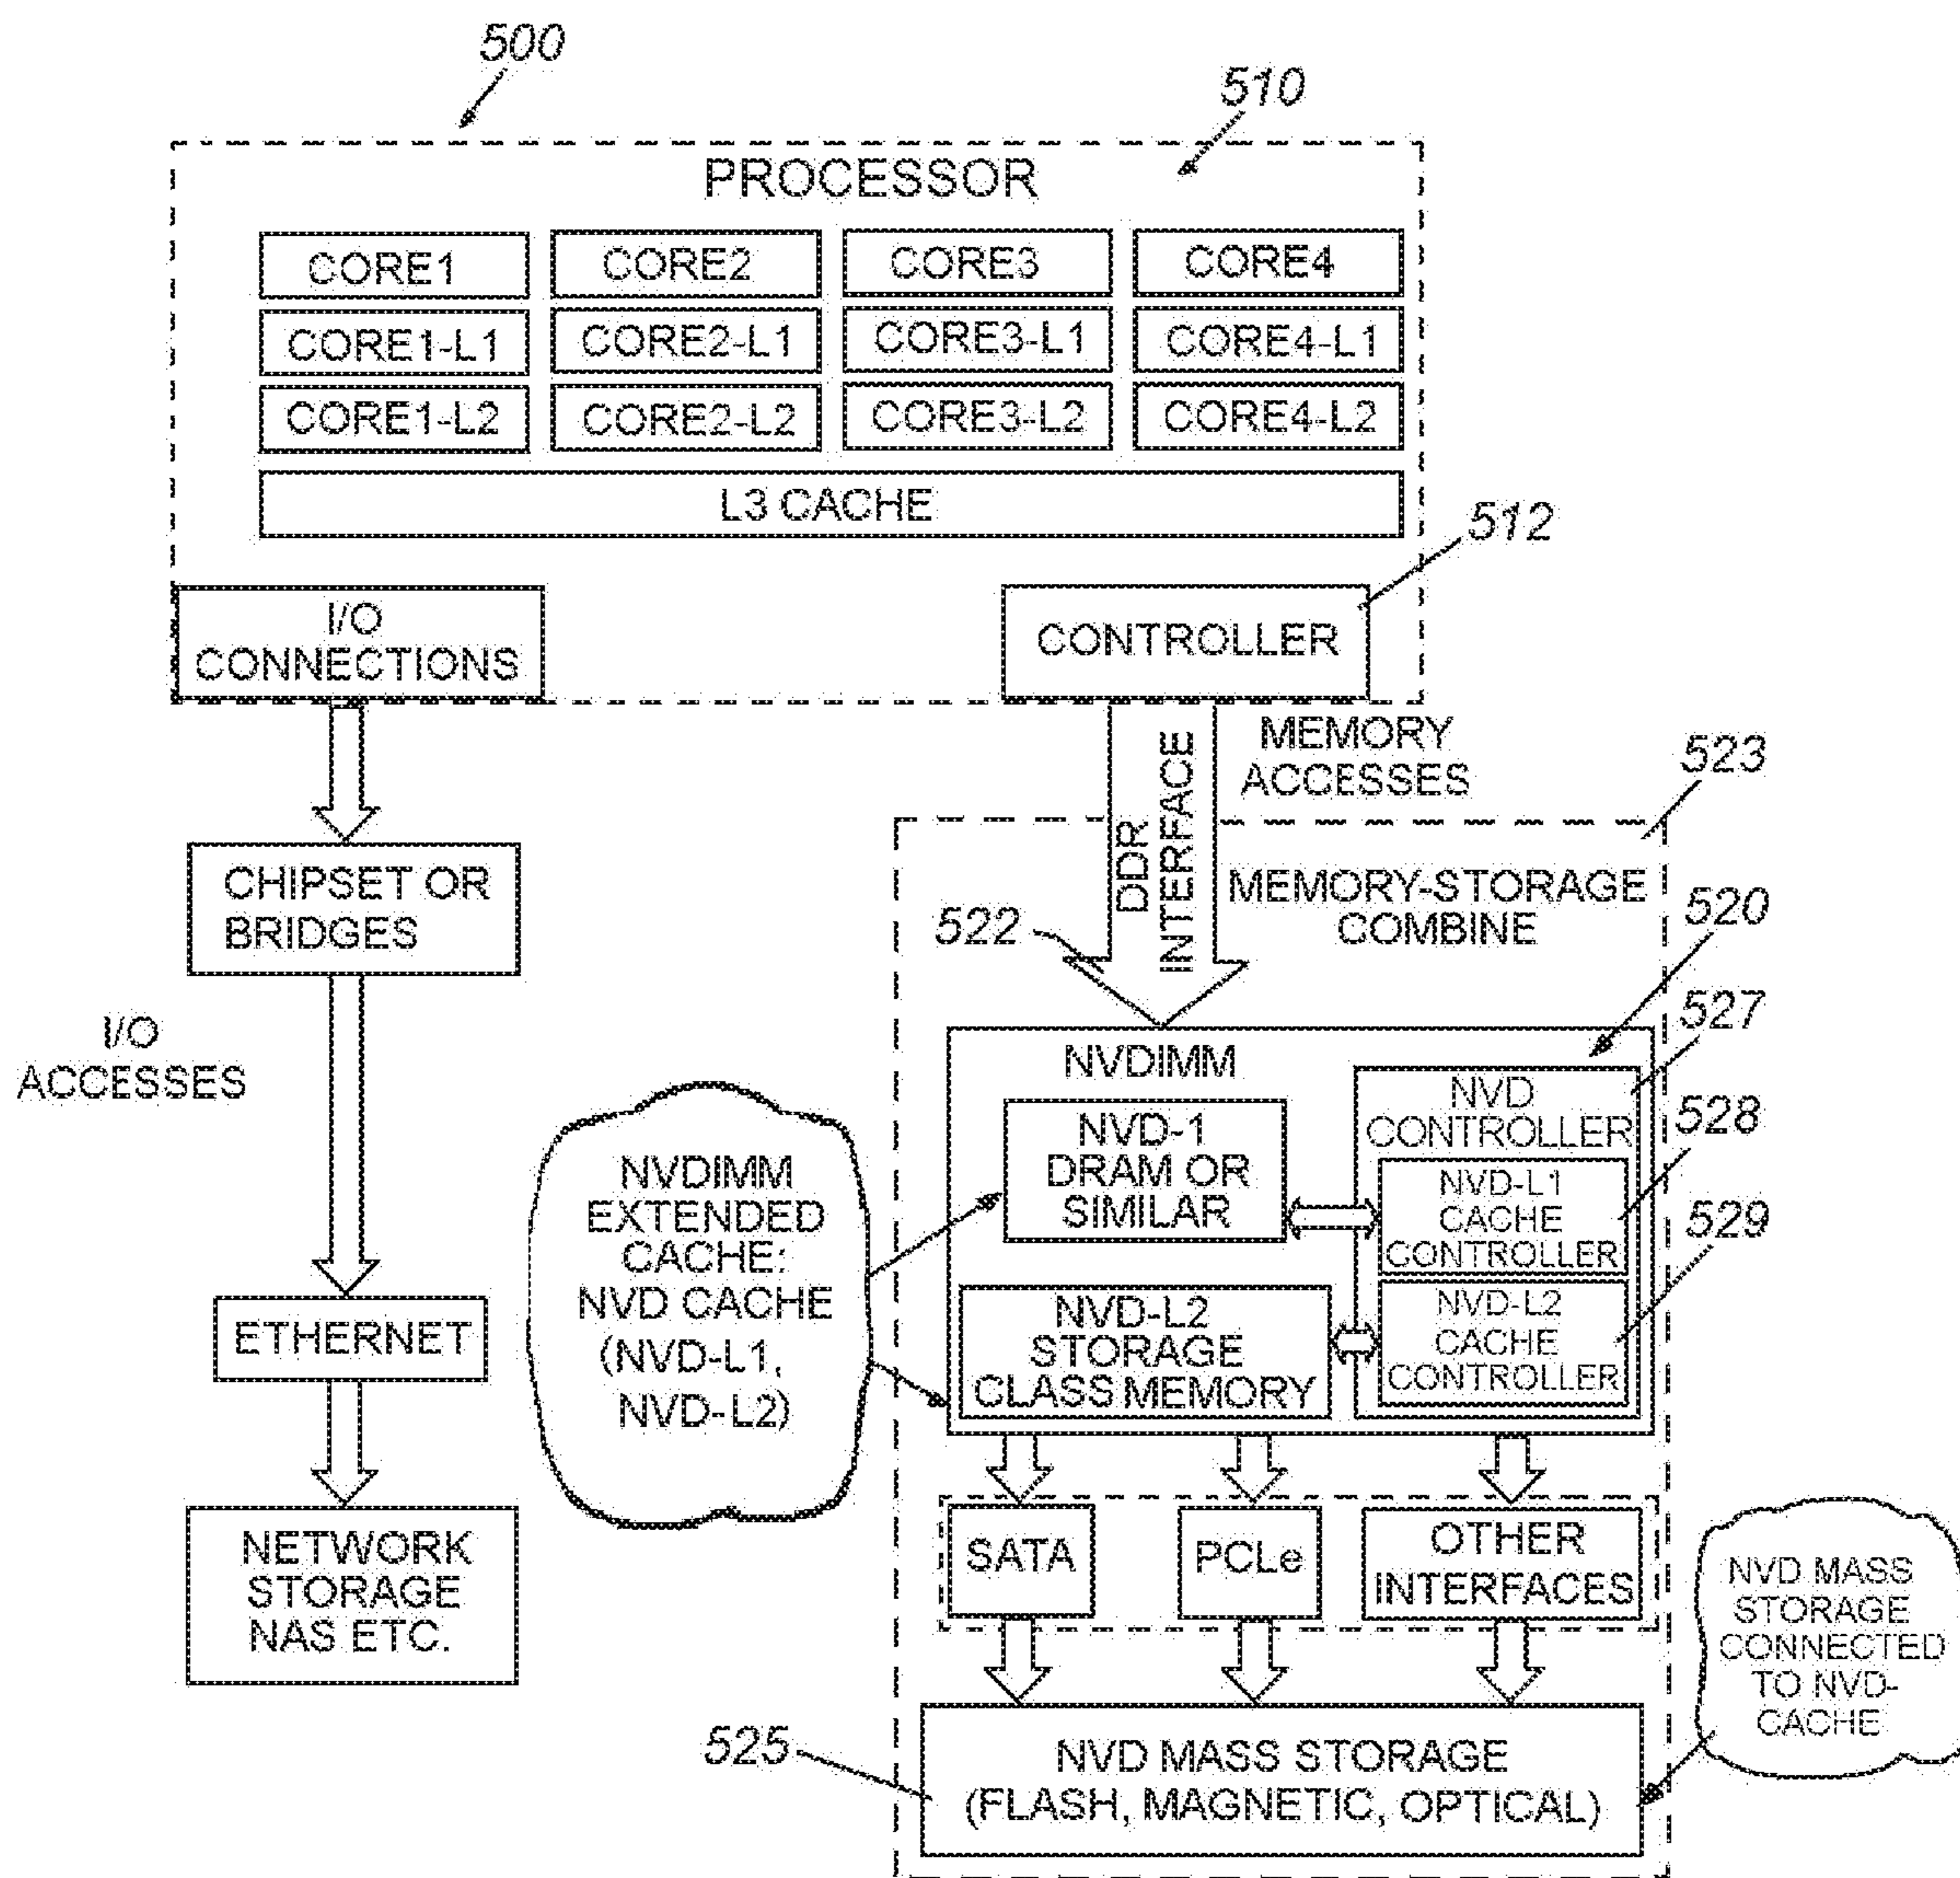 500
510
PROCESSOR
CORE1
CORE2
CORE3
CORE4
CORE1-L1
CORE2-L1
CORE3-L1
CORE4-L1
CORE1-L2
CORE2-L2
CORE3-L2
CORE4-L2
L3 CACHE
512
I/O
CONNECTIONS
CONTROLLER
DDR
INTERFACE
MEMORY
ACCESSES
523
CHIPSET OR
BRIDGES
MEMORY-STORAGE
COMBINE
522
520
I/O
ACCESSES
527
NVDIMM
NVD
CONTROLLER
528
NVD-1
DRAM OR
SIMILAR
NVD-L1
CACHE
CONTROLLER
529
NVDIMM
EXTENDED
CACHE:
NVD CACHE
(NVD-L1,
NVD-L2)
NVD-L2
STORAGE
CLASS MEMORY
NVD-L2
CACHE
CONTROLLER
ETHERNET
NETWORK
STORAGE
NAS ETC.
SATA
PCLe
OTHER
INTERFACES
NVD MASS
STORAGE
CONNECTED
TO NVD-
CACHE
525
NVD MASS STORAGE
(FLASH, MAGNETIC, OPTICAL)